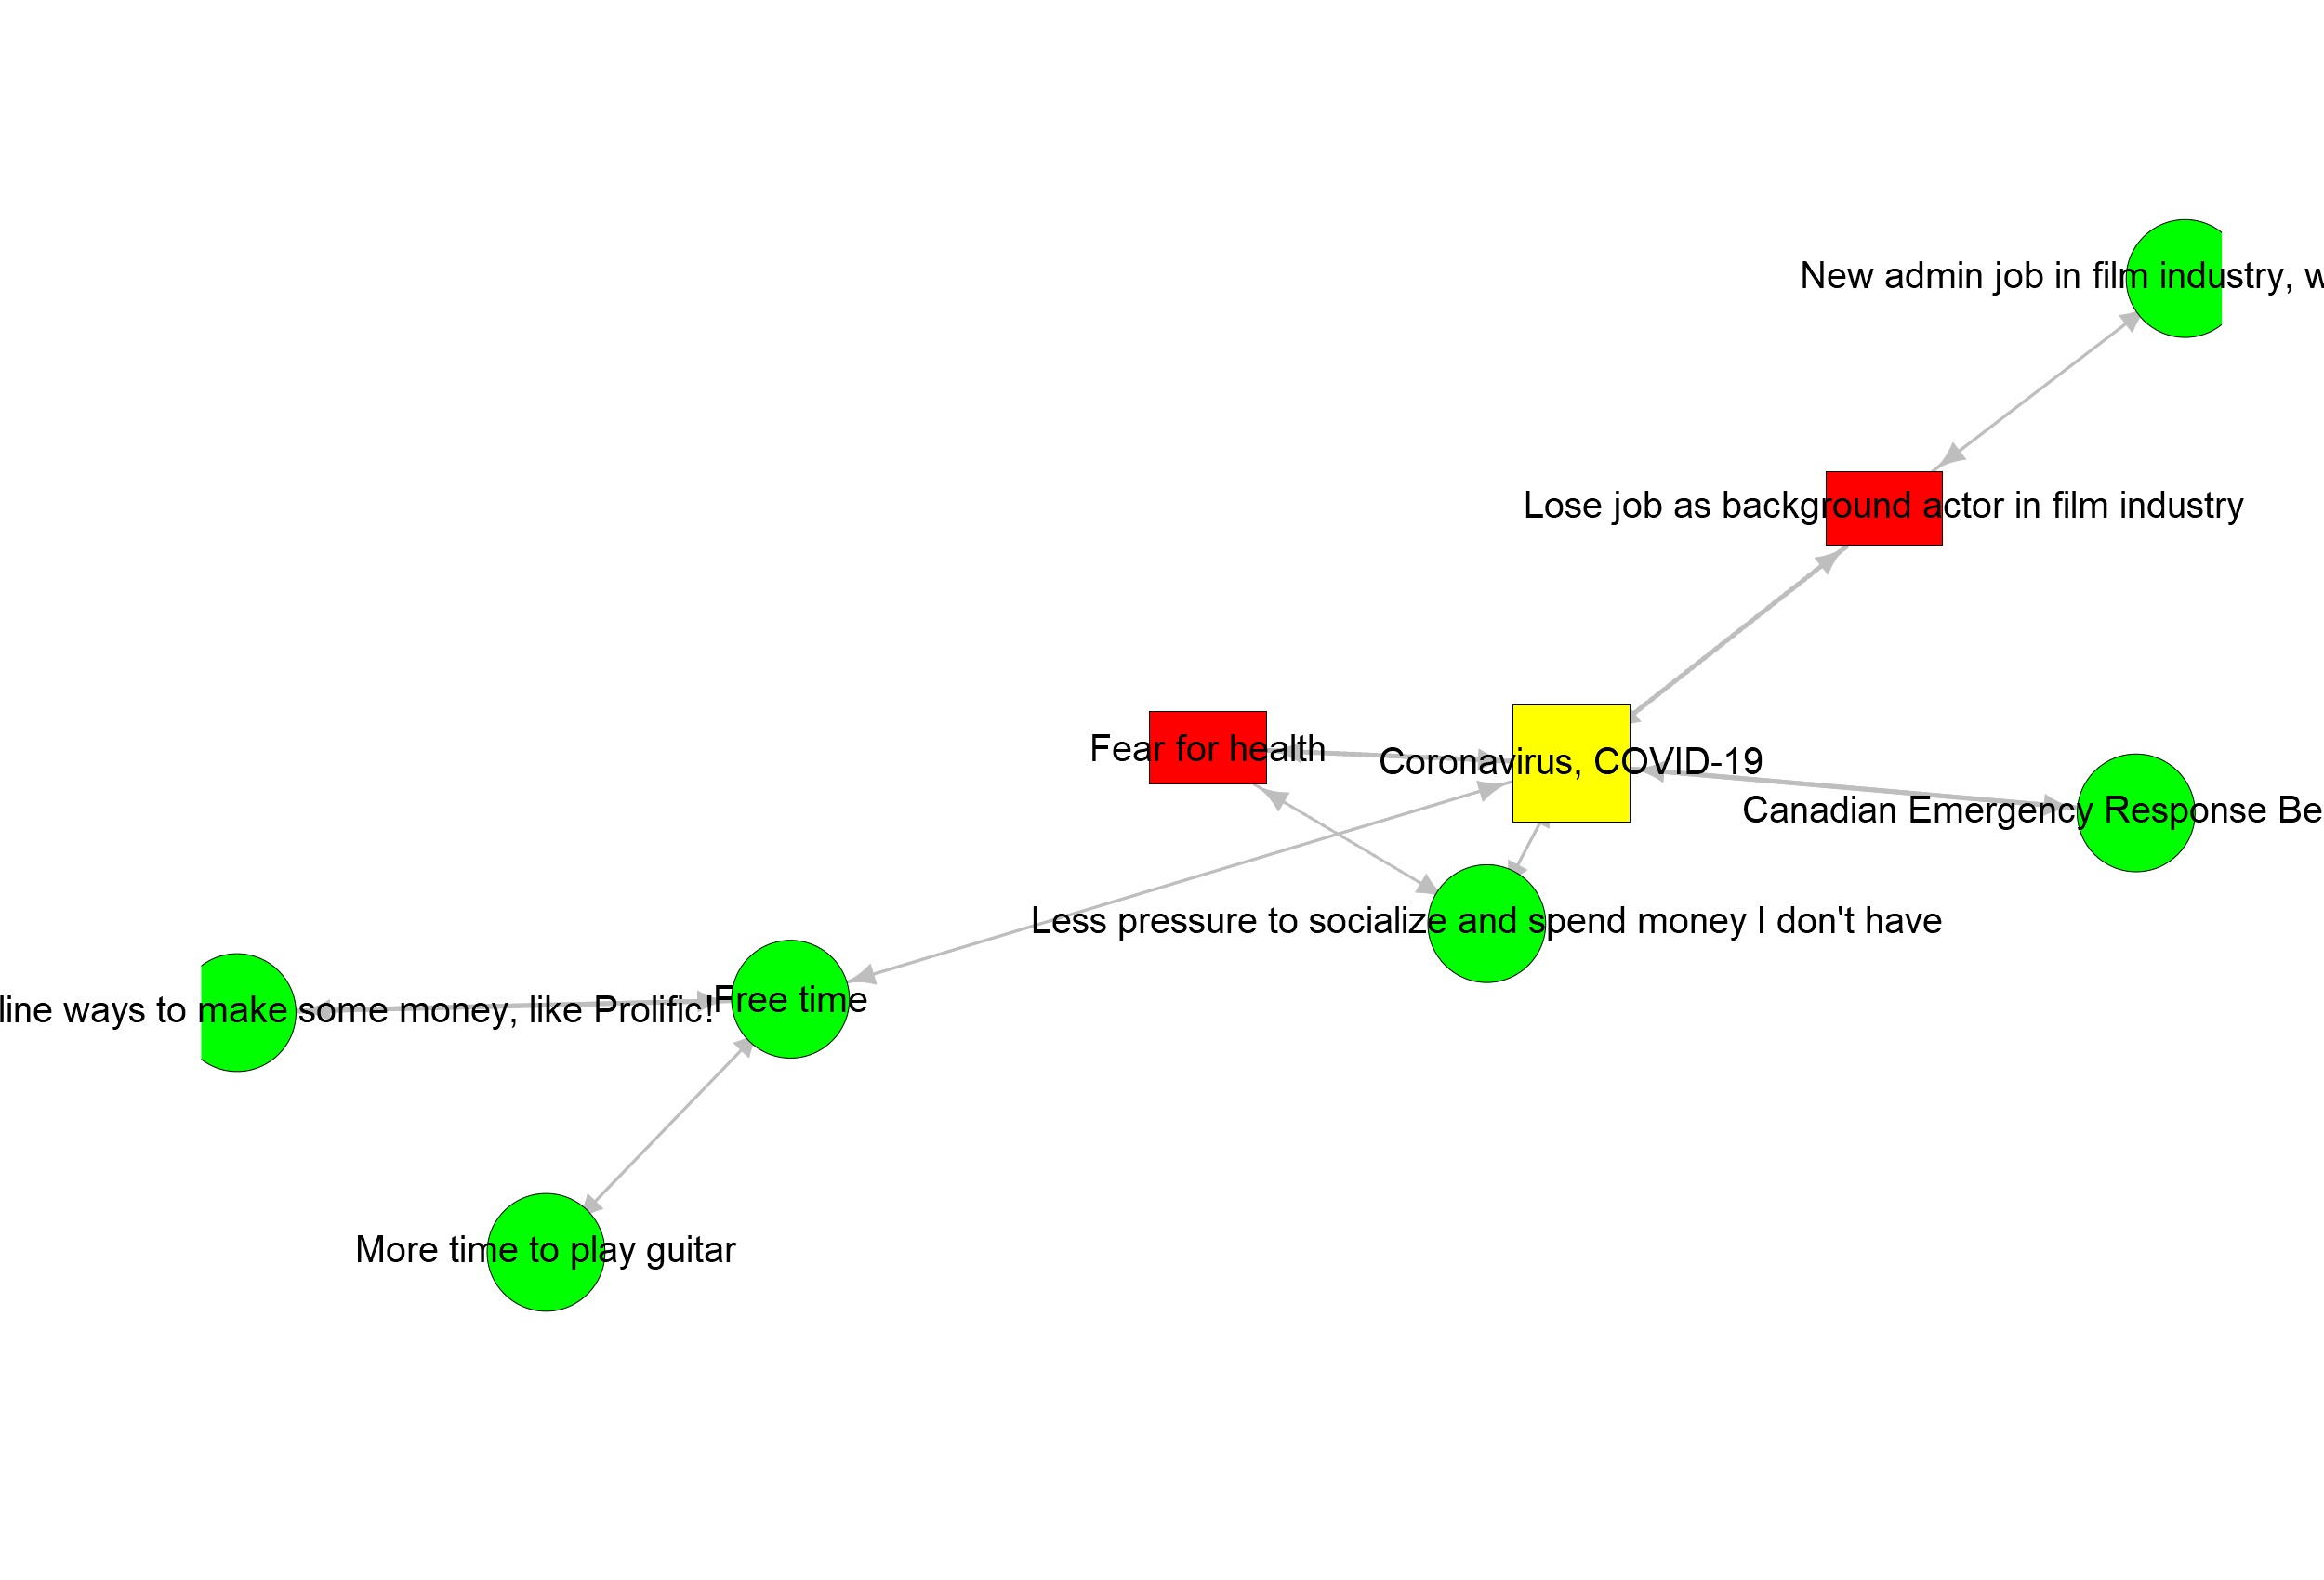 New admin job in film industry, w
Lose job as background actor in film industry
Fear for health
Coronavirus, COVID-19
Canadian Emergency Response Be
Less pressure to socialize and spend money I don't have
line ways to make some money, like Prolific!
Free time
More time to play guitar